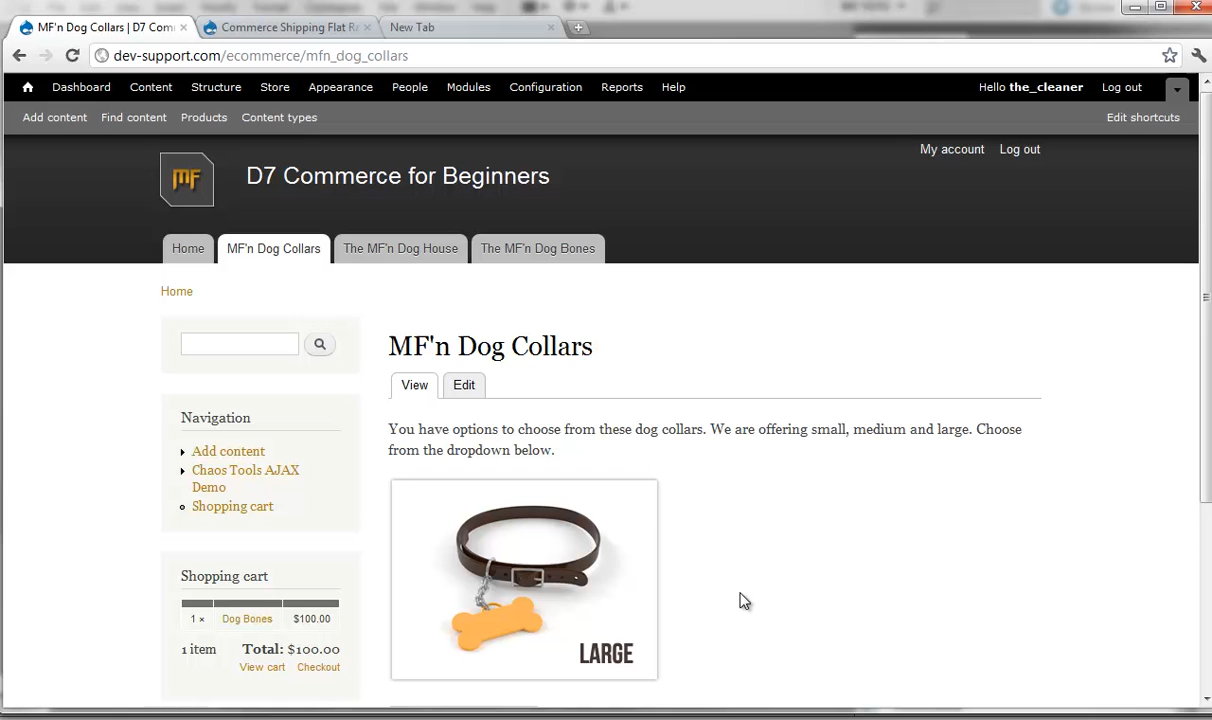 MF'n Dog Collars | D7 Com
Commerce Shipping Flat Ra
New Tab
dev-support.com/ecommerce/mfn_dog_collars
Dashboard Content Structure Store Appearance People Modules Configuration Reports Help Hello the_cleaner Log out
Add content Find content Products Content types Edit shortcuts
My account Log out
MF
D7 Commerce for Beginners
Home MF'n Dog Collars The MF'n Dog House The MF'n Dog Bones
Home
MF'n Dog Collars
View Edit
You have options to choose from these dog collars. We are offering small, medium and large. Choose
from the dropdown below.
LARGE
Navigation
Add content
Chaos Tools AJAX
Demo
Shopping cart
Shopping cart
1 × Dog Bones $100.00
1 item Total: $100.00
View cart Checkout